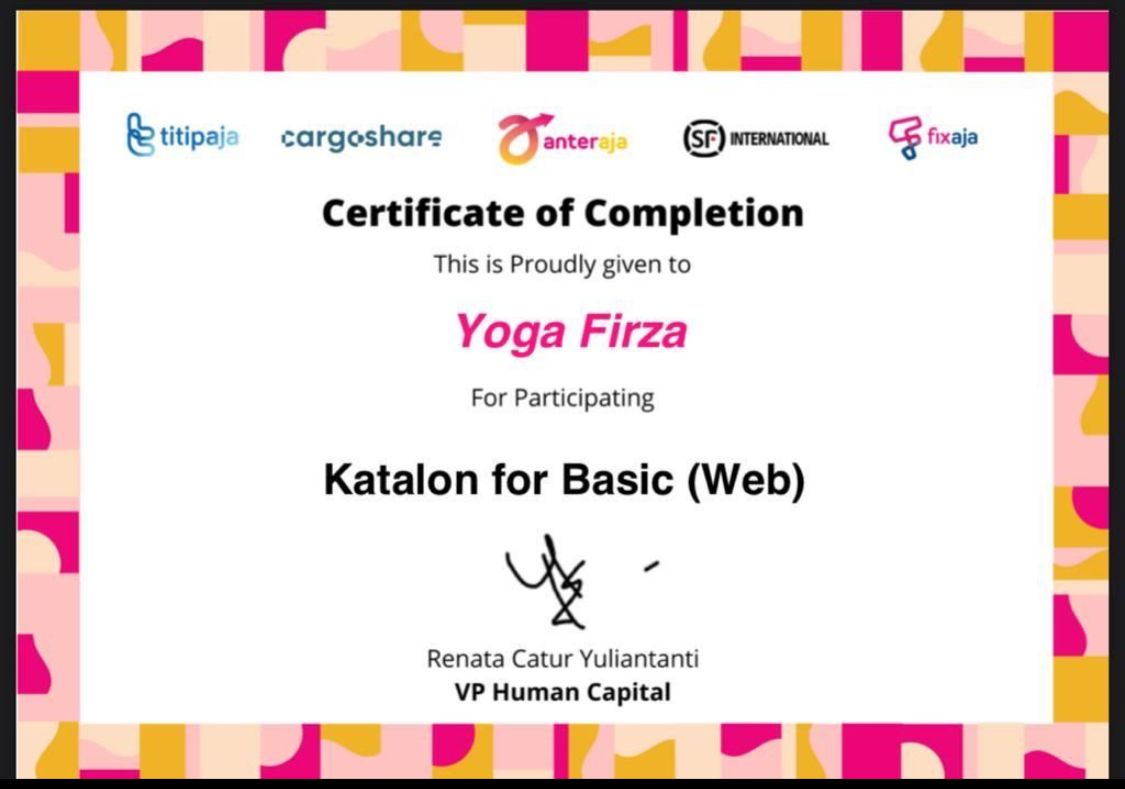 titipaja cargoshare anteraja SF INTERNATIONAL fixaja
Certificate of Completion
This is Proudly given to
Yoga Firza
For Participating
Katalon for Basic (Web)
Renata Catur Yuliantanti
VP Human Capital